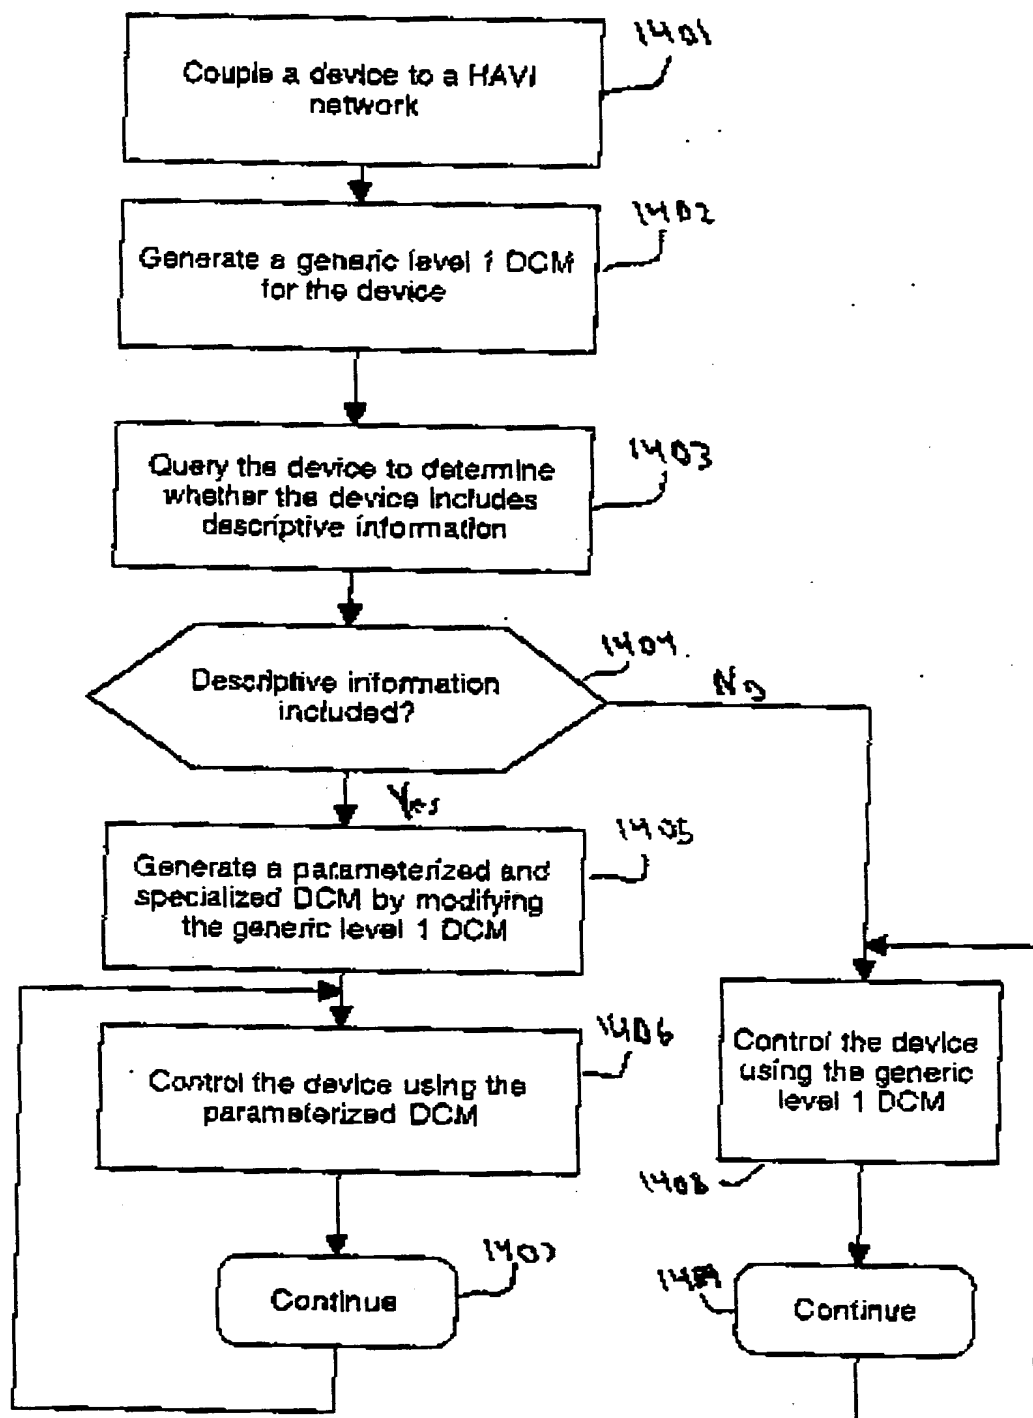 1401
Couple a device to a HAVI
network
1402
Generate a generic level 1 DCM
for the device
1403
Query the device to determine
whether the device includes
descriptive information
1404.
Descriptive information
included?
No
Yes
1405
Generate a parameterized and
specialized DCM by modifying
the generic level 1 DCM
1406
Control the device using the
parameterized DCM
Control the device
using the generic
level 1 DCM
1408
1407
Continue
1409
Continue